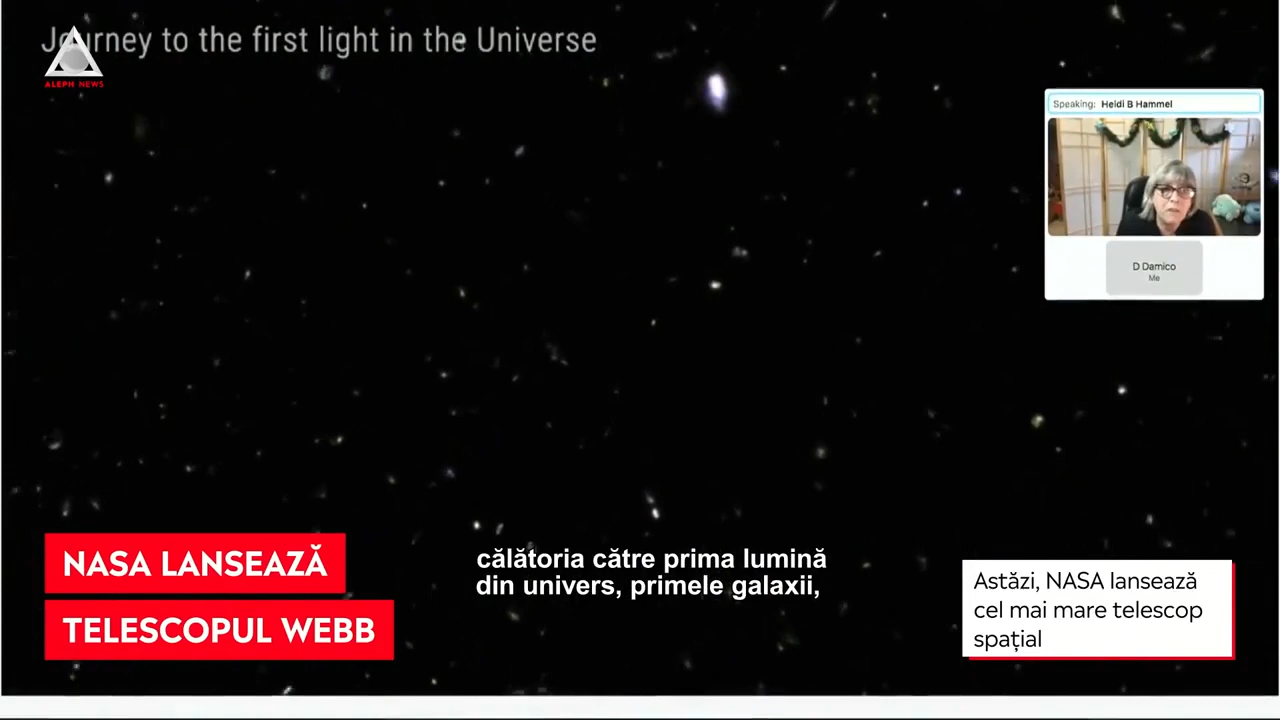 Journey to the first light in the Universe
ALEPH NEWS
Speaking: Heidi B Hammel
D Damico
Me
NASA LANSEAZĂ
TELESCOPUL WEBB
călătoria către prima lumină
din univers, primele galaxii,
Astăzi, NASA lansează
cel mai mare telescop
spațial